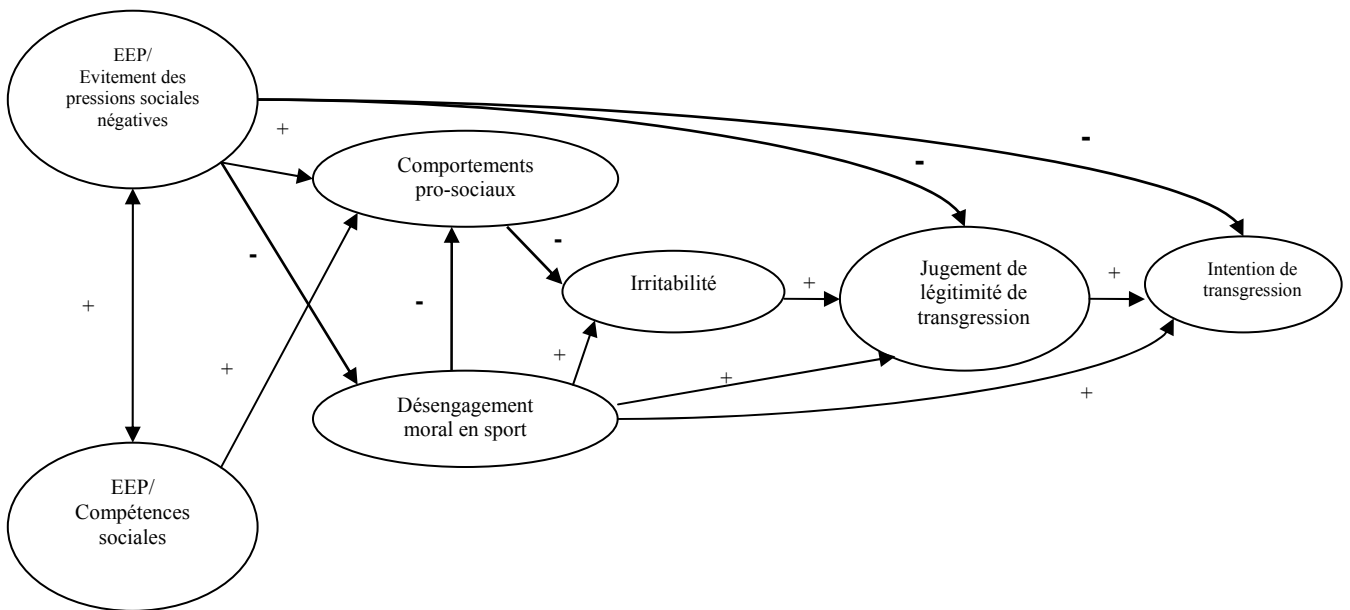 EEP/
Evitement des
pressions sociales
négatives
+
-
-
Comportements
pro-sociaux
-
-
+
Irritabilité
+
Jugement de
légitimité de
transgression
+
Intention de
transgression
-
+
+
+
+
Désengagement
moral en sport
EEP/
Compétences
sociales